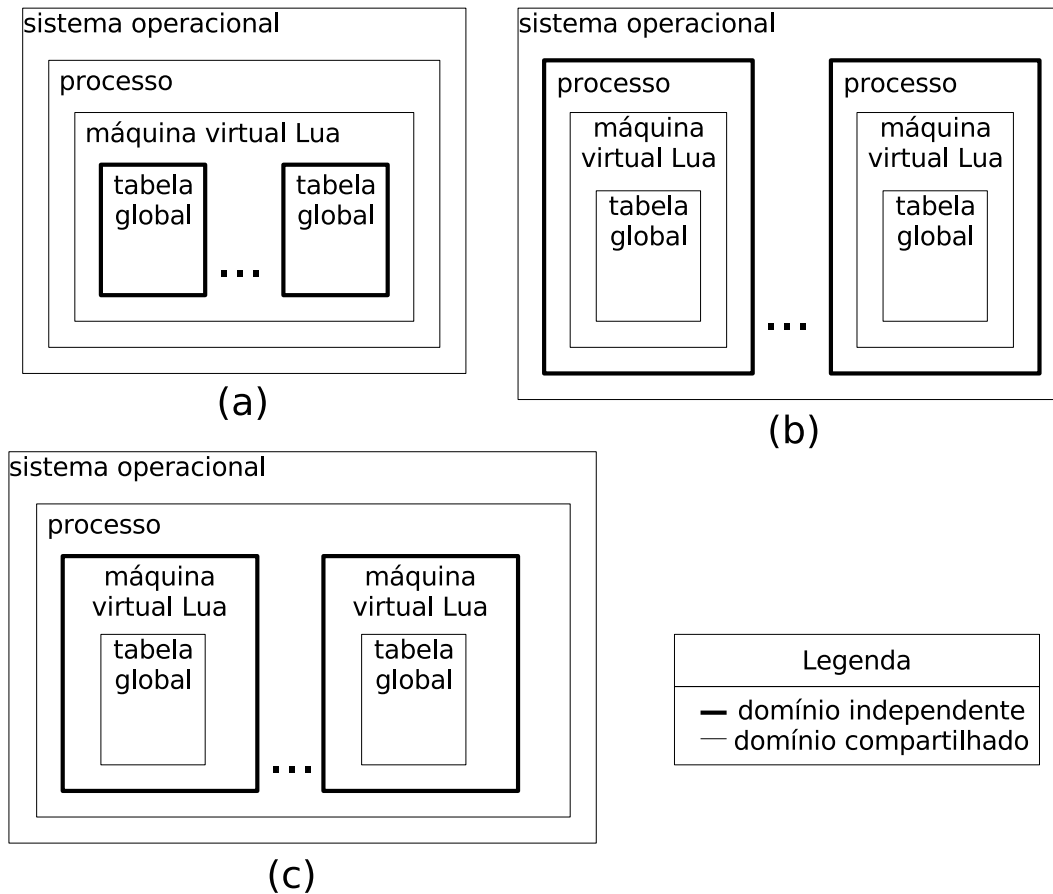 sistema operacional
processo
máquina virtual Lua
tabela
global
...
tabela
global
(a)
sistema operacional
processo
máquina
virtual Lua
tabela
global
...
processo
máquina
virtual Lua
tabela
global
(b)
sistema operacional
processo
máquina
virtual Lua
tabela
global
...
máquina
virtual Lua
tabela
global
(c)
Legenda
domínio independente
domínio compartilhado